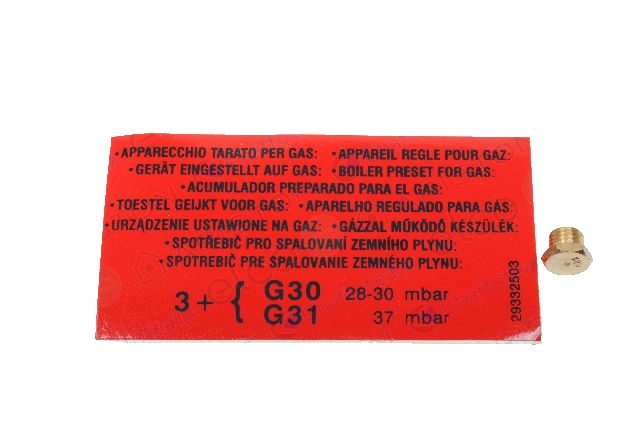 • APPARECCHIO TARATO PER GAS: • APPAREIL REGLE POUR GAZ:
• GERÄT EINGESTELLT AUF GAS: • BOILER PRESET FOR GAS:
• ACUMULADOR PREPARADO PARA EL GAS:
• TOESTEL GEIJKT VOOR GAS: • APARELHO REGULADO PARA GÁS:
• URZĄDZENIE USTAWIONE NA GAZ: • GÁZZAL MŰKÖDŐ KÉSZÜLÉK:
• SPOTŘEBIČ PRO SPALOVANÍ ZEMNÍHO PLYNU:
• SPOTREBIČ PRE SPALOVANIE ZEMNÉHO PLYNU:
3+ { G30 28-30 mbar
G31 37 mbar
29332503